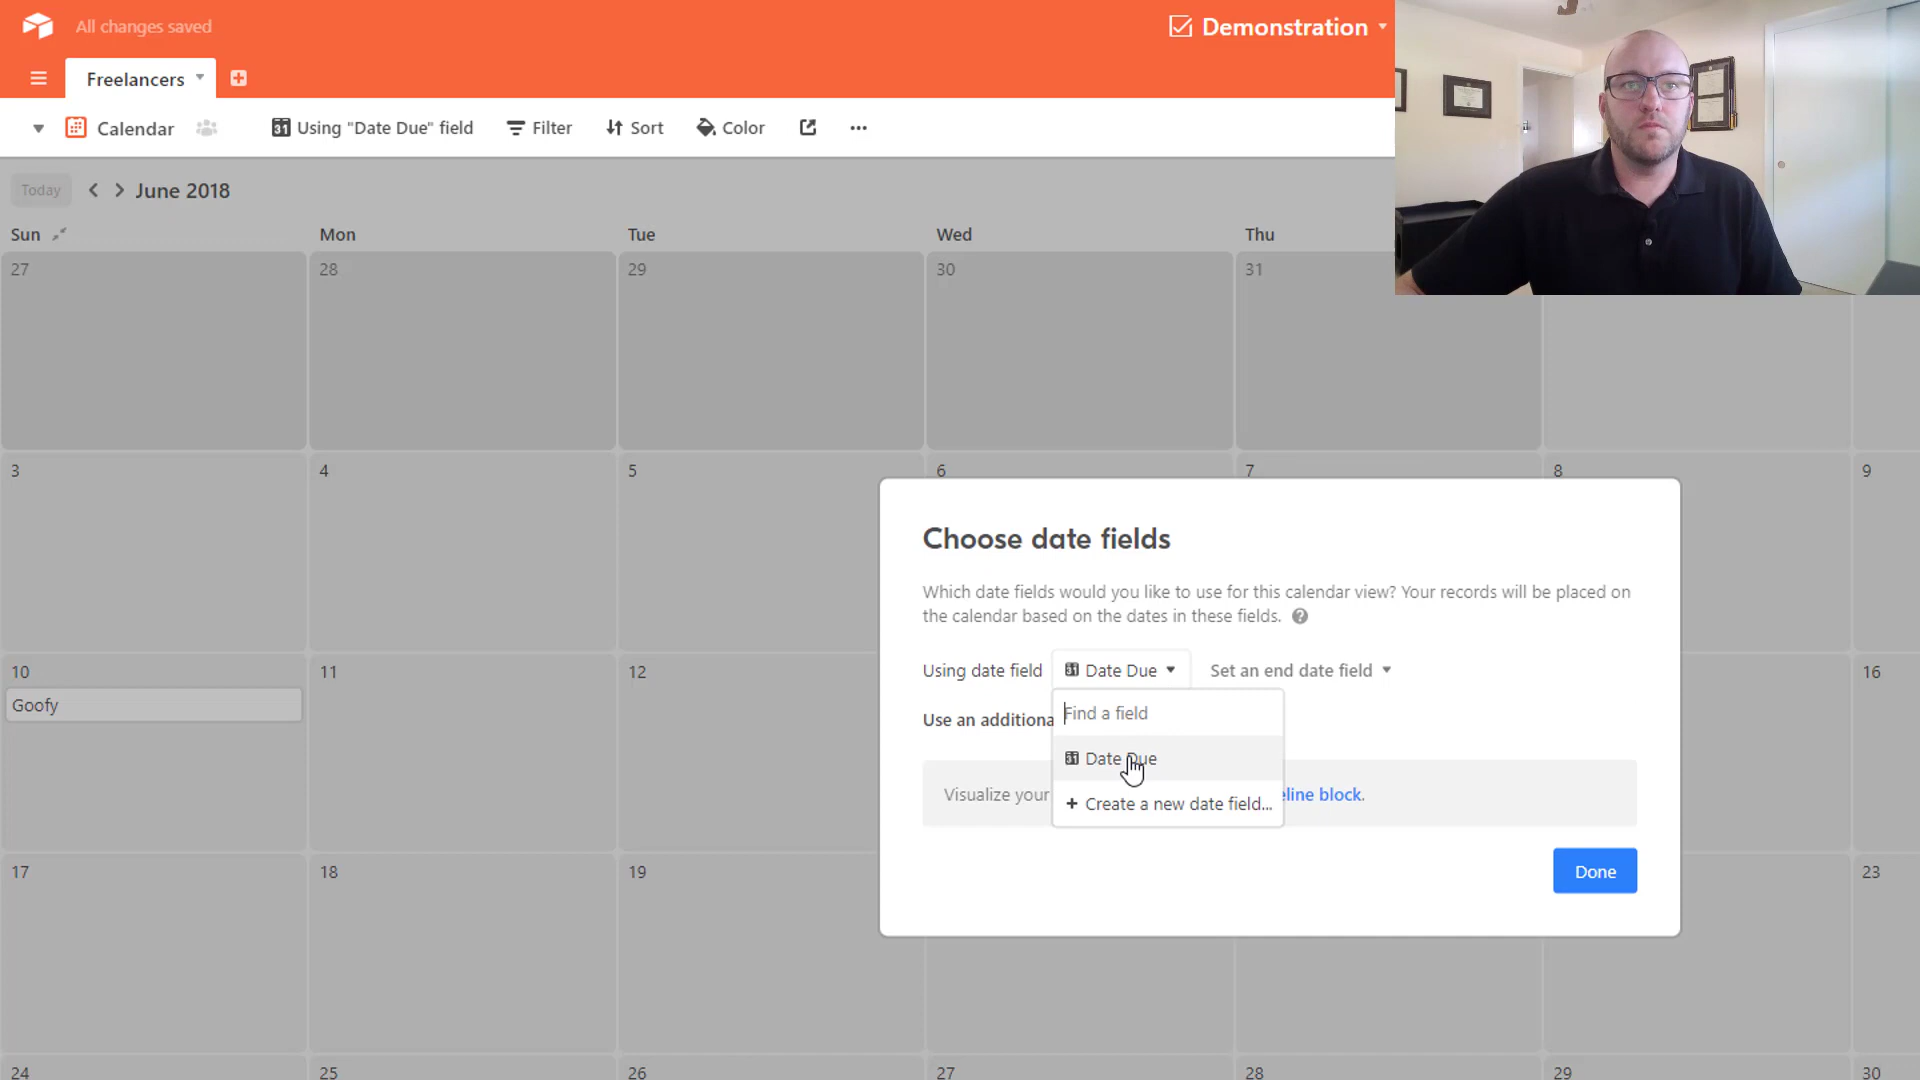 All changes saved
Demonstration
Freelancers
Calendar
Using "Date Due" field
Filter
Sort
Color
Today
June 2018
Sun
Mon
Tue
Wed
Thu
27
28
29
30
31
3
4
5
6
7
8
9
10
11
12
16
Goofy
17
18
19
23
24
25
26
27
28
29
30
Choose date fields
Which date fields would you like to use for this calendar view? Your records will be placed on
the calendar based on the dates in these fields.
Using date field
Date Due
Set an end date field
Use an additiona
Find a field
Date Due
Create a new date field...
Visualize your
eline block.
Done